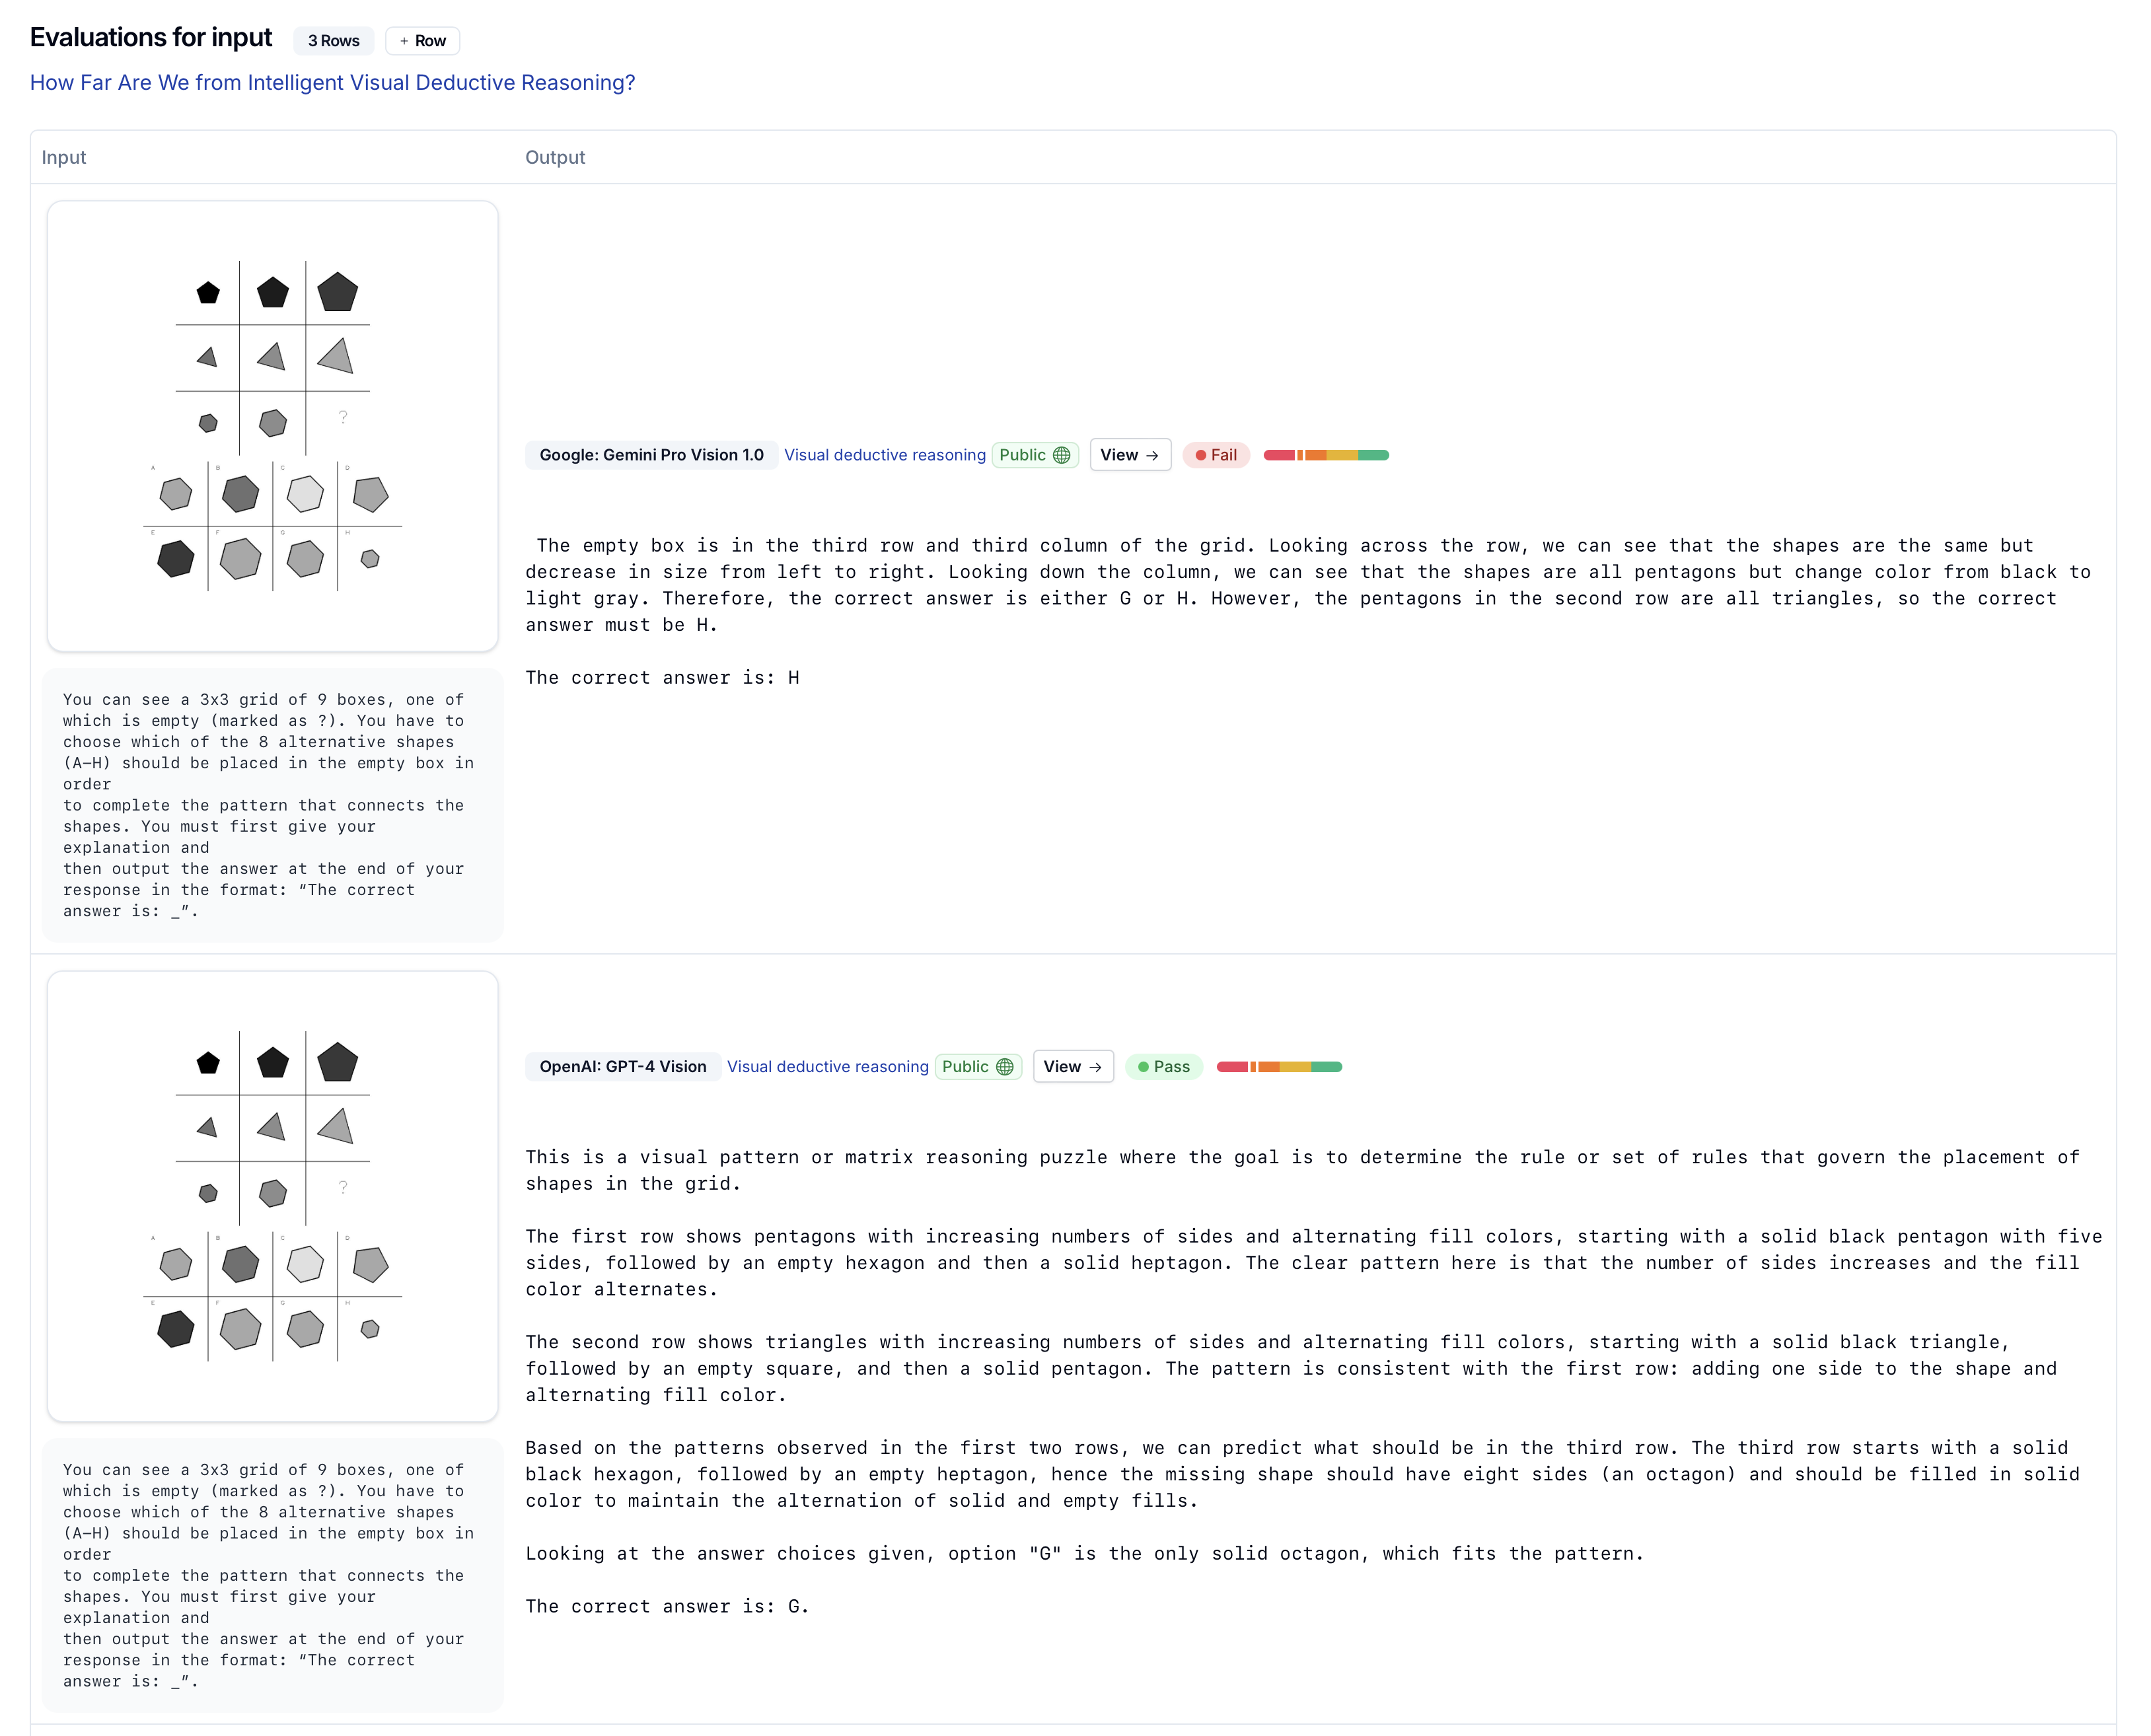 Evaluations for input 3 Rows + Row
How Far Are We from Intelligent Visual Deductive Reasoning?
Input Output
?
A B C D
E F G H
You can see a 3x3 grid of 9 boxes, one of
which is empty (marked as ?). You have to
choose which of the 8 alternative shapes
(A–H) should be placed in the empty box in
order
to complete the pattern that connects the
shapes. You must first give your
explanation and
then output the answer at the end of your
response in the format: “The correct
answer is: _”.
Google: Gemini Pro Vision 1.0 Visual deductive reasoning Public View → Fail
The empty box is in the third row and third column of the grid. Looking across the row, we can see that the shapes are the same but
decrease in size from left to right. Looking down the column, we can see that the shapes are all pentagons but change color from black to
light gray. Therefore, the correct answer is either G or H. However, the pentagons in the second row are all triangles, so the correct
answer must be H.
The correct answer is: H
?
A B C D
E F G H
You can see a 3x3 grid of 9 boxes, one of
which is empty (marked as ?). You have to
choose which of the 8 alternative shapes
(A–H) should be placed in the empty box in
order
to complete the pattern that connects the
shapes. You must first give your
explanation and
then output the answer at the end of your
response in the format: “The correct
answer is: _”.
OpenAI: GPT-4 Vision Visual deductive reasoning Public View → Pass
This is a visual pattern or matrix reasoning puzzle where the goal is to determine the rule or set of rules that govern the placement of
shapes in the grid.
The first row shows pentagons with increasing numbers of sides and alternating fill colors, starting with a solid black pentagon with five
sides, followed by an empty hexagon and then a solid heptagon. The clear pattern here is that the number of sides increases and the fill
color alternates.
The second row shows triangles with increasing numbers of sides and alternating fill colors, starting with a solid black triangle,
followed by an empty square, and then a solid pentagon. The pattern is consistent with the first row: adding one side to the shape and
alternating fill color.
Based on the patterns observed in the first two rows, we can predict what should be in the third row. The third row starts with a solid
black hexagon, followed by an empty heptagon, hence the missing shape should have eight sides (an octagon) and should be filled in solid
color to maintain the alternation of solid and empty fills.
Looking at the answer choices given, option "G" is the only solid octagon, which fits the pattern.
The correct answer is: G.